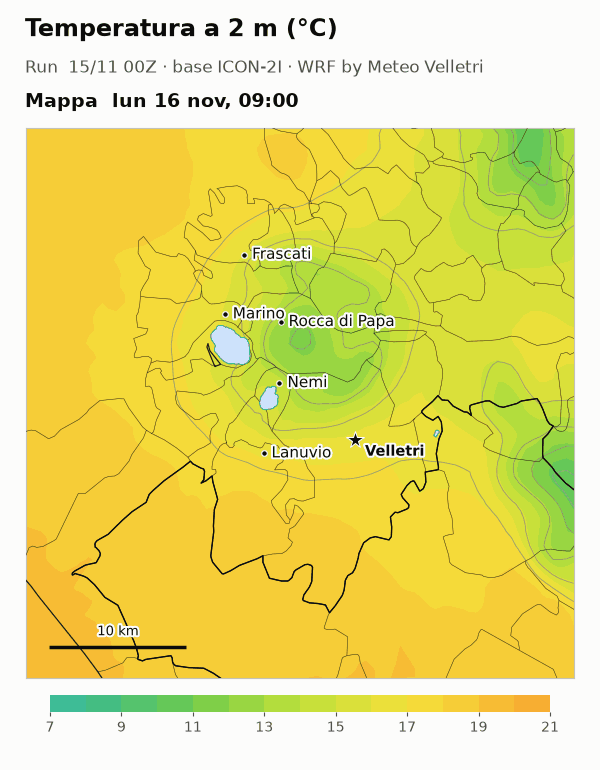 Temperatura a 2 m (°C)
Run  15/11 00Z · base ICON-2I · WRF by Meteo Velletri
Mappa  lun 16 nov, 09:00
Frascati
Marino
Rocca di Papa
Nemi
Velletri
Lanuvio
10 km
7 9 11 13 15 17 19 21